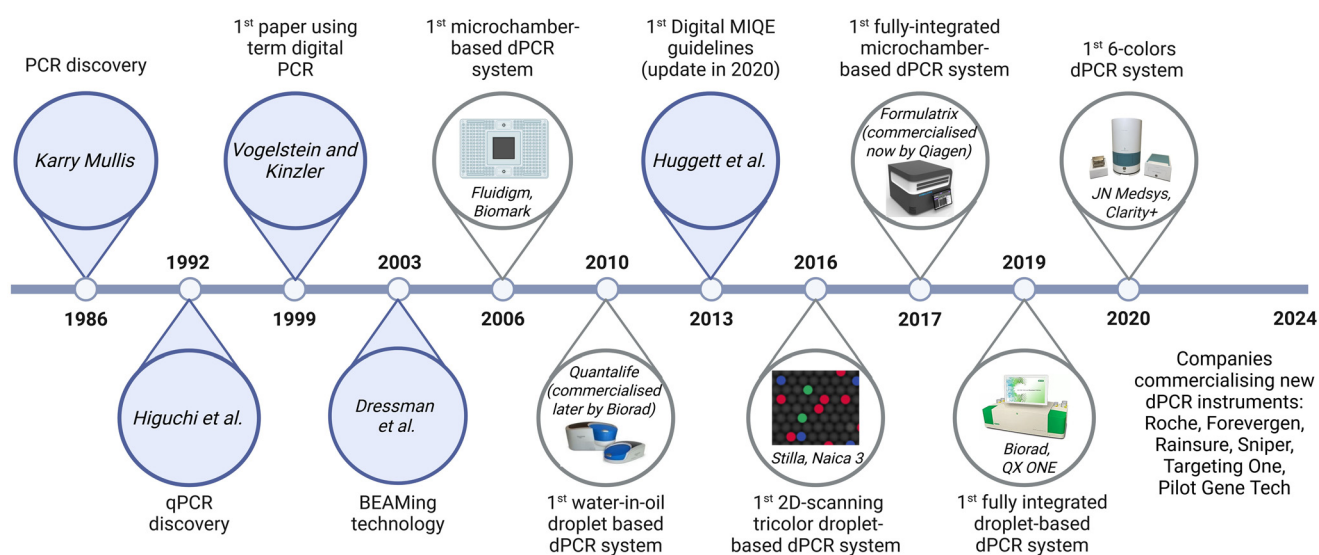 PCR discovery
Karry Mullis
1986
1992
Higuchi et al.
qPCR
discovery
1st paper using
term digital
PCR
Vogelstein and
Kinzler
1999
2003
Dressman
et al.
BEAMing
technology
1st microchamber-
based dPCR
system
Fluidigm,
Biomark
2006
2010
Quantalife
(commercialised
later by Biorad)
1st water-in-oil
droplet based
dPCR system
1st Digital MIQE
guidelines
(update in 2020)
Huggett et al.
2013
2016
Stilla, Naica 3
1st 2D-scanning
tricolor droplet-
based dPCR system
1st fully-integrated
microchamber-
based dPCR system
Formulatrix
(commercialised
now by Qiagen)
2017
2019
Biorad,
QX ONE
1st fully integrated
droplet-based
dPCR system
1st 6-colors
dPCR system
JN Medsys,
Clarity+
2020
2024
Companies
commercialising new
dPCR instruments:
Roche, Forevergen,
Rainsure, Sniper,
Targeting One,
Pilot Gene Tech